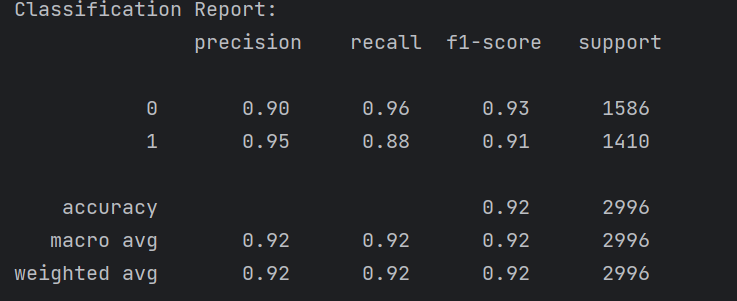 Classification Report:
precision recall f1-score support
0 0.90 0.96 0.93 1586
1 0.95 0.88 0.91 1410
accuracy 0.92 2996
macro avg 0.92 0.92 0.92 2996
weighted avg 0.92 0.92 0.92 2996